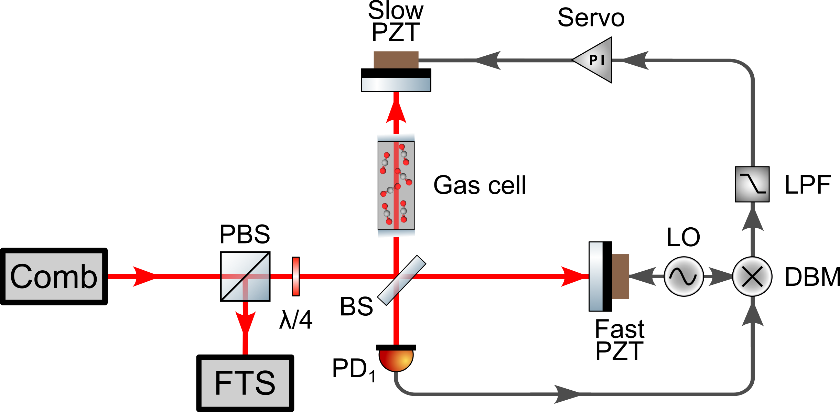 Slow
PZT
Servo
PI
Gas cell
LPF
PBS
LO
Comb
DBM
λ/4
BS
Fast
PZT
PD₁
FTS